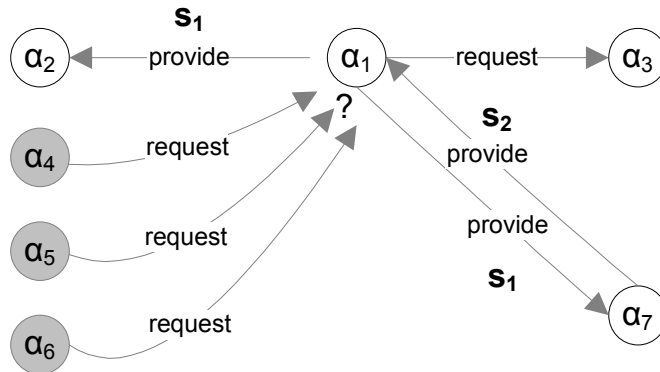 s₁
α₂ provide α₁ request α₃
?
α₄ request
s₂
provide
α₅ request
provide
s₁
α₆ request
α₇